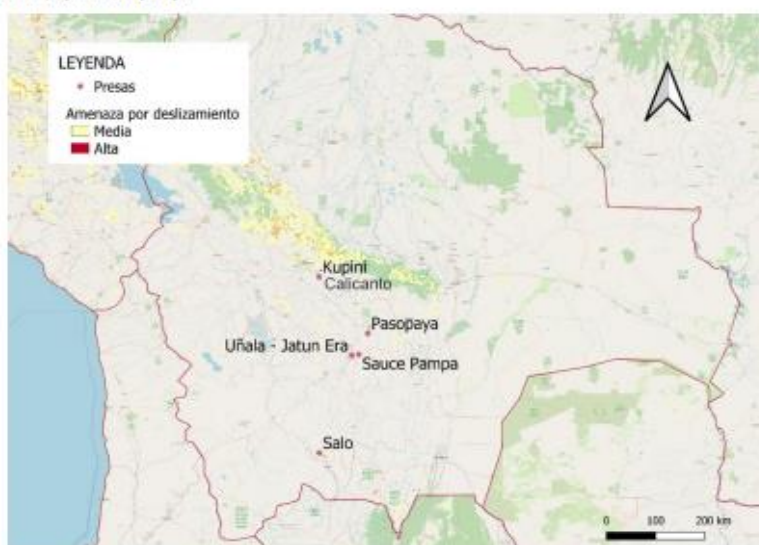 LEYENDA
Presas
Amenaza por deslizamiento
Media
Alta
Kupini
Calicanto
Pasopaya
Uñala - Jatun Era
Sauce Pampa
Salo
0 100 200 km